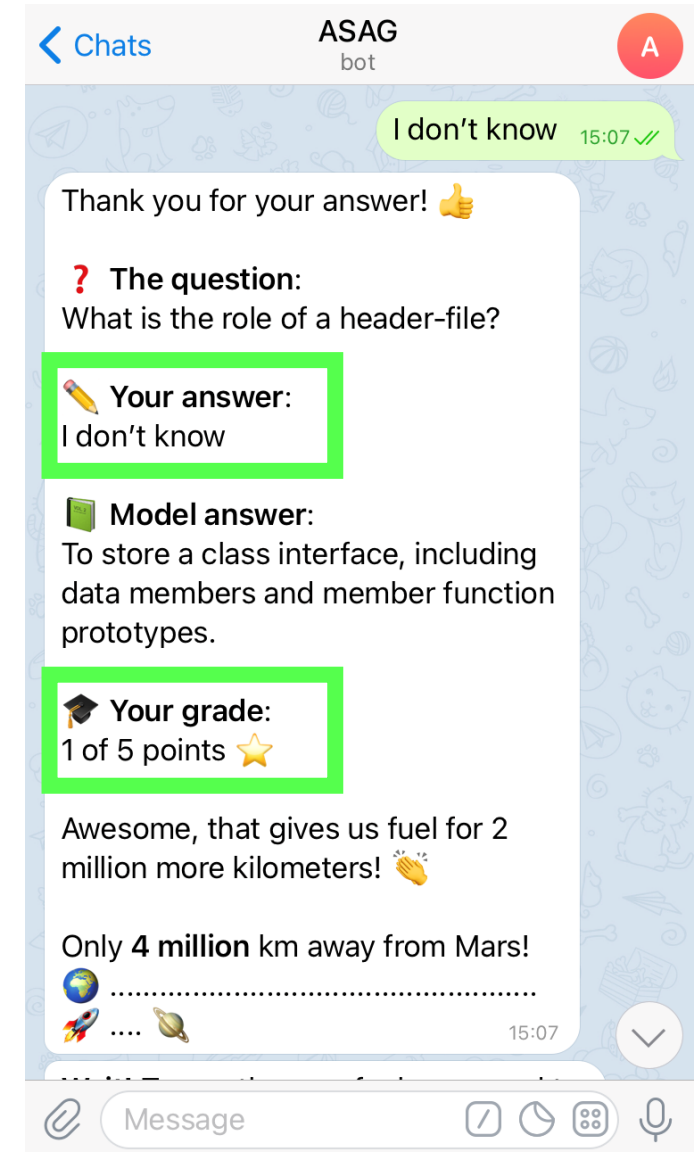 Chats
ASAG
bot
A
I don't know 15:07
Thank you for your answer! 👍
❓ The question:
What is the role of a header-file?
✏️ Your answer:
I don't know
📗 Model answer:
To store a class interface, including
data members and member function
prototypes.
🎓 Your grade:
1 of 5 points ⭐
Awesome, that gives us fuel for 2
million more kilometers! 👏
Only 4 million km away from Mars!
🌍 ..................................................
🚀 .... 🪐 15:07
Message